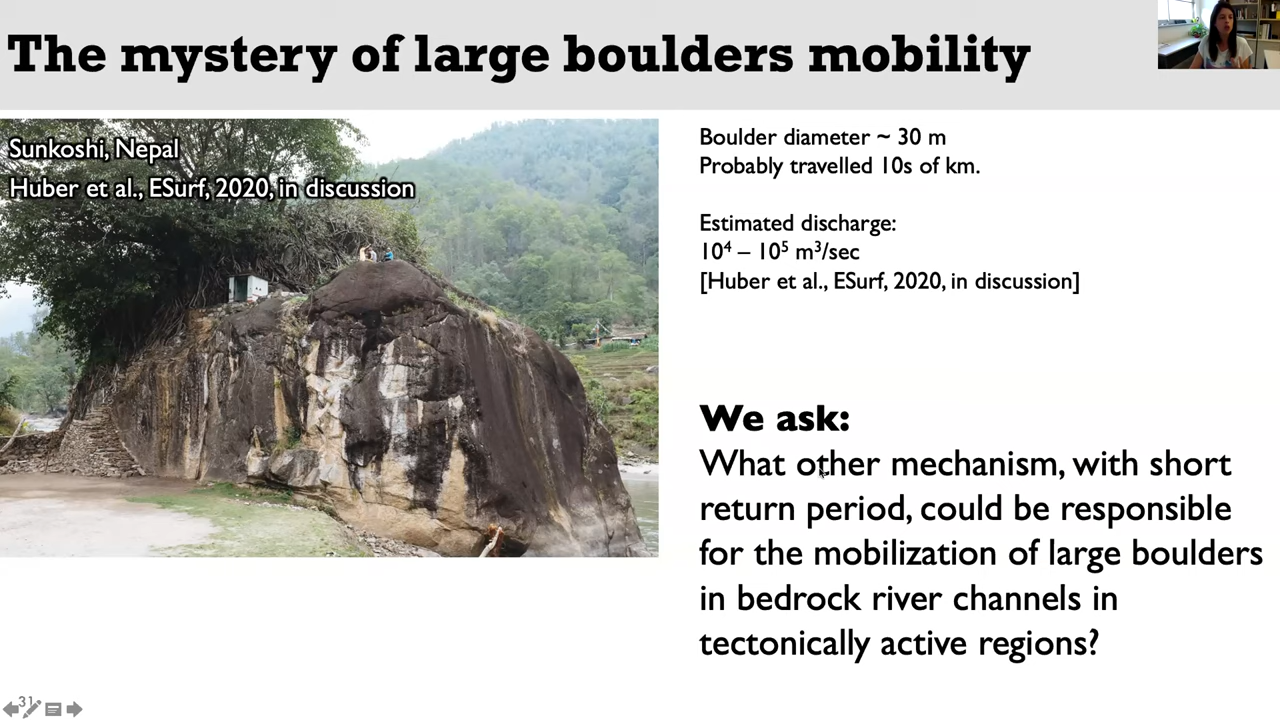 The mystery of large boulders mobility
Sunkoshi, Nepal
Huber et al., ESurf, 2020, in discussion
Boulder diameter ~ 30 m
Probably travelled 10s of km.
Estimated discharge:
10⁴ – 10⁵ m³/sec
[Huber et al., ESurf, 2020, in discussion]
We ask:
What other mechanism, with short
return period, could be responsible
for the mobilization of large boulders
in bedrock river channels in
tectonically active regions?
31